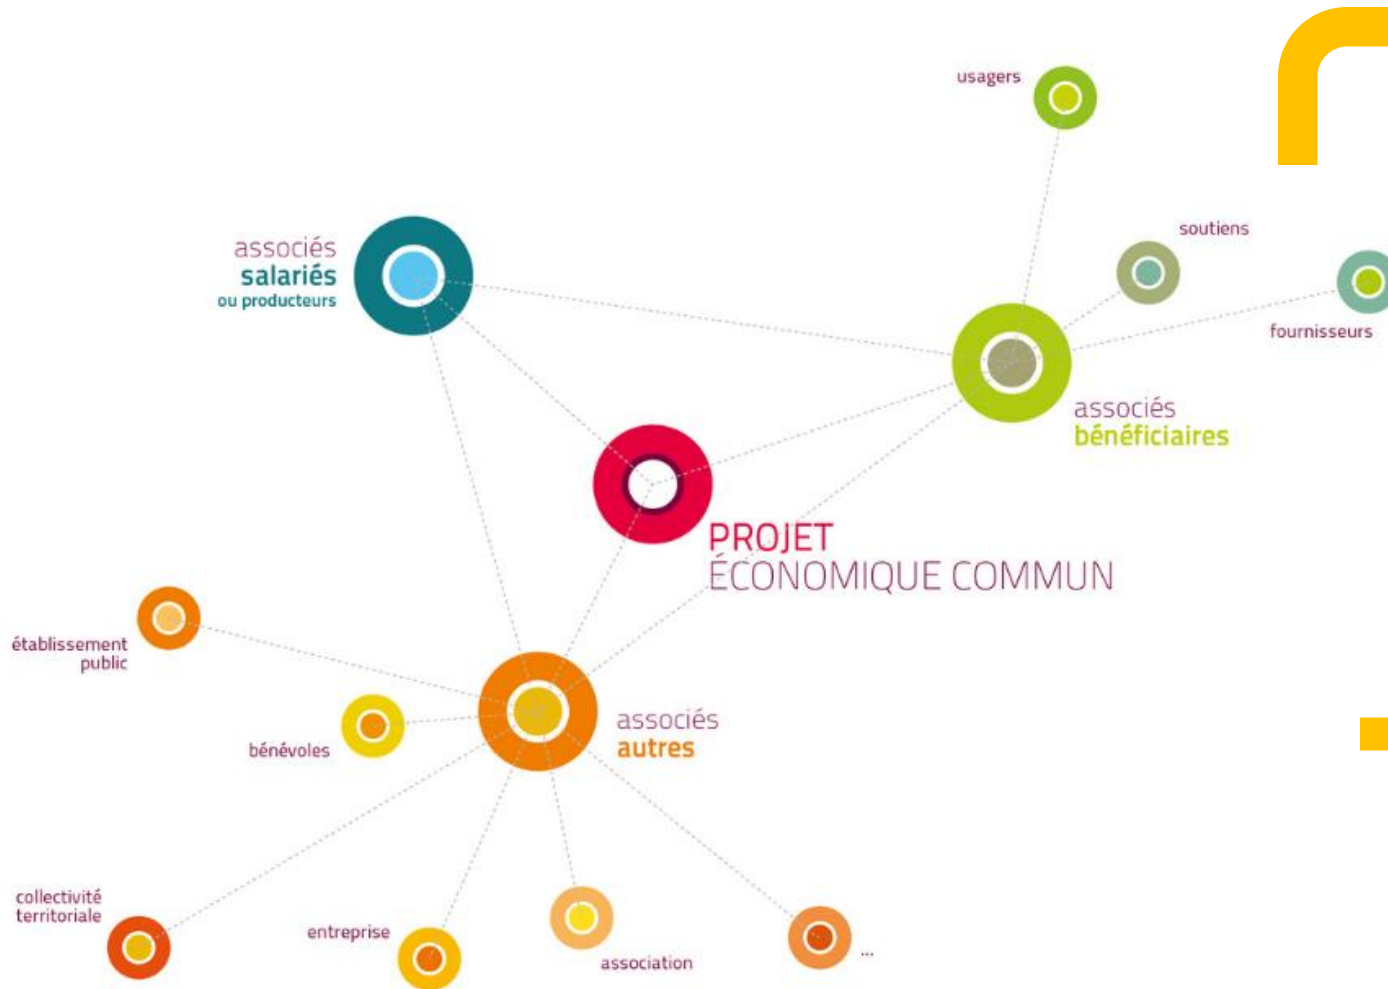 usagers
soutiens
associés
salariés
ou producteurs
fournisseurs
associés
bénéficiaires
PROJET
ÉCONOMIQUE COMMUN
établissement
public
associés
autres
bénévoles
collectivité
territoriale
entreprise
association
...